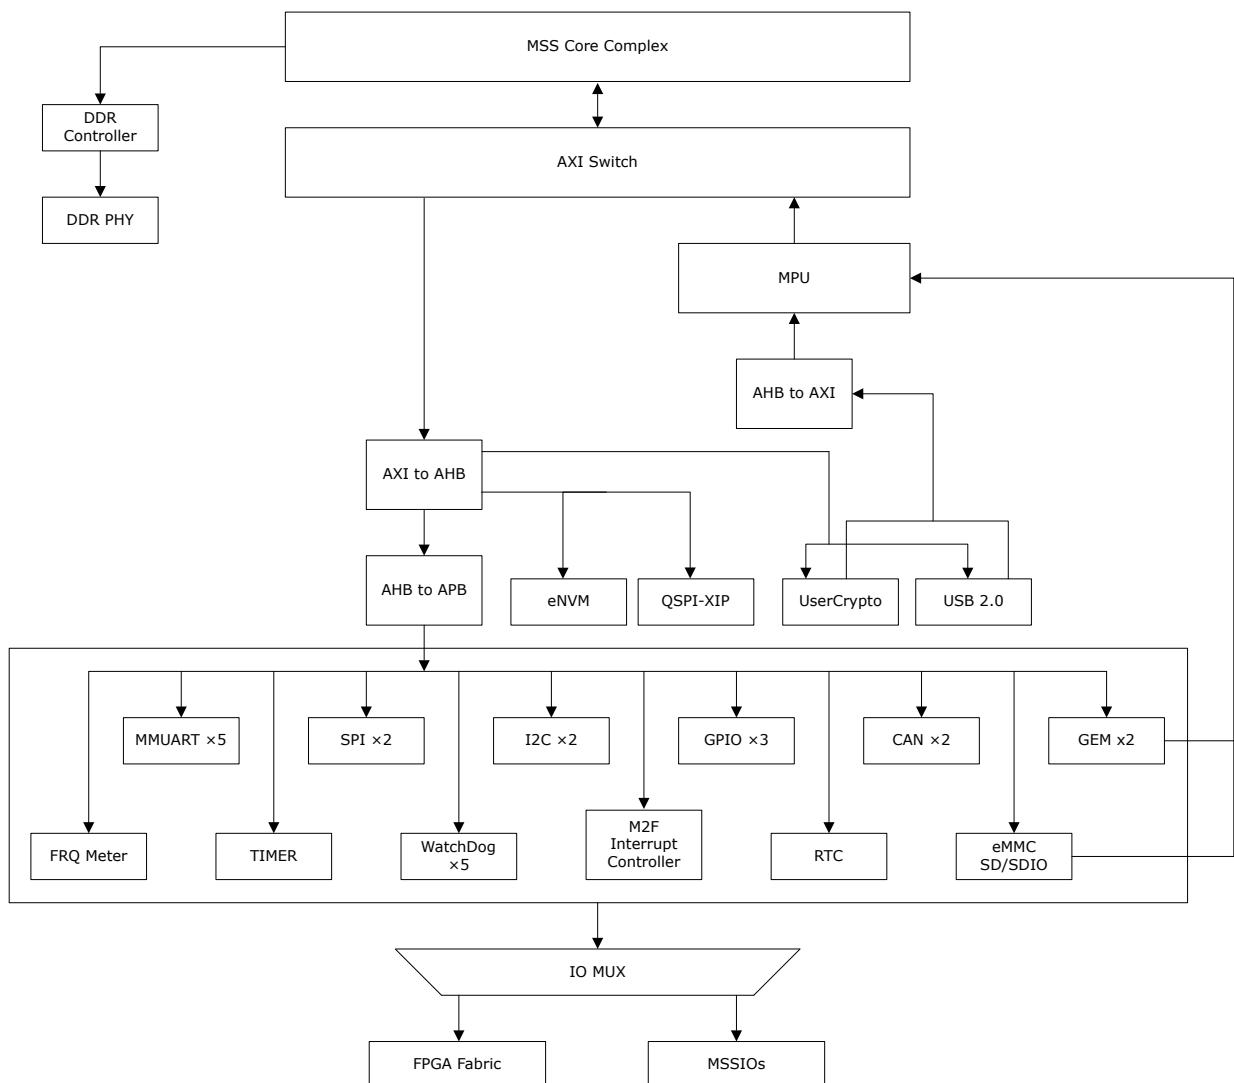 MSS Core Complex
DDR
Controller
AXI Switch
DDR PHY
MPU
AHB to AXI
AXI to AHB
AHB to APB
eNVM
QSPI-XIP
UserCrypto
USB 2.0
MMUART ×5
SPI ×2
I2C ×2
GPIO ×3
CAN ×2
GEM x2
FRQ Meter
TIMER
WatchDog
×5
M2F
Interrupt
Controller
RTC
eMMC
SD/SDIO
IO MUX
FPGA Fabric
MSSIOs